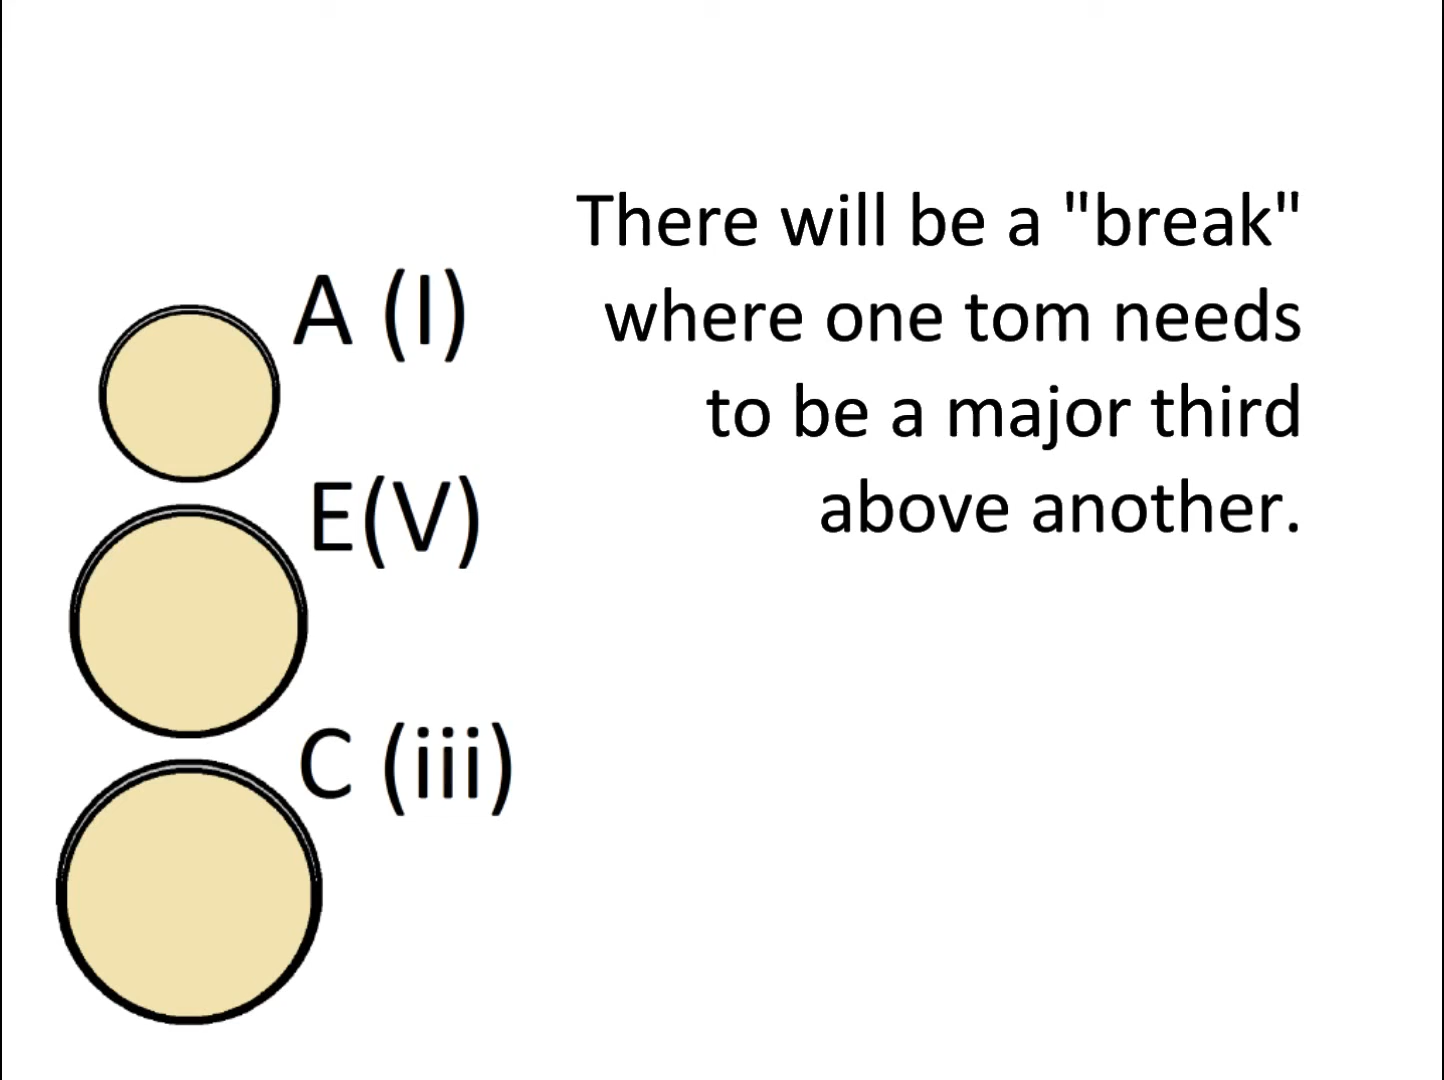 There will be a "break"
where one tom needs
to be a major third
above another.
A (I)
E(V)
C (iii)